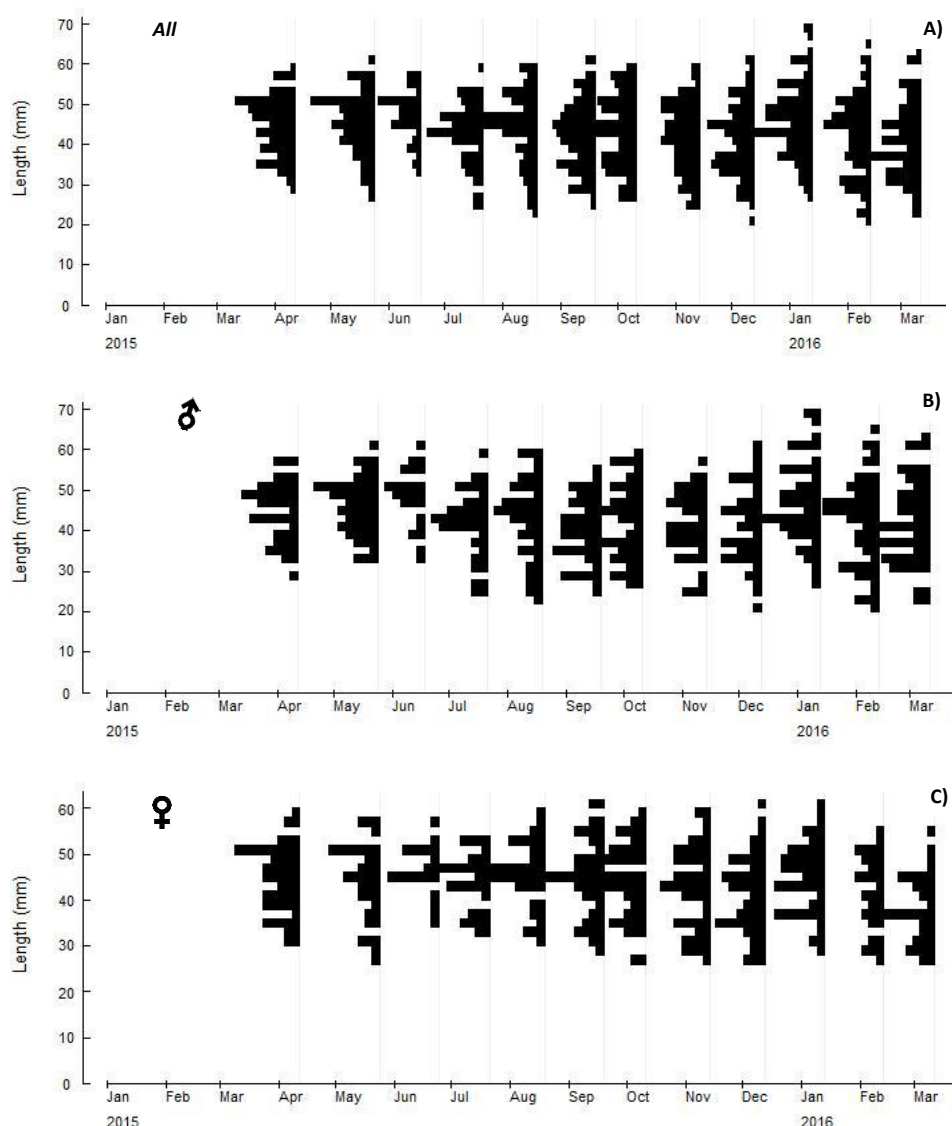 All
A)
Length (mm)
70
60
50
40
30
20
10
0
Jan Feb Mar Apr May Jun Jul Aug Sep Oct Nov Dec Jan Feb Mar
2015 2016
♂
B)
Length (mm)
70
60
50
40
30
20
10
0
Jan Feb Mar Apr May Jun Jul Aug Sep Oct Nov Dec Jan Feb Mar
2015 2016
♀
C)
Length (mm)
60
50
40
30
20
10
0
Jan Feb Mar Apr May Jun Jul Aug Sep Oct Nov Dec Jan Feb Mar
2015 2016